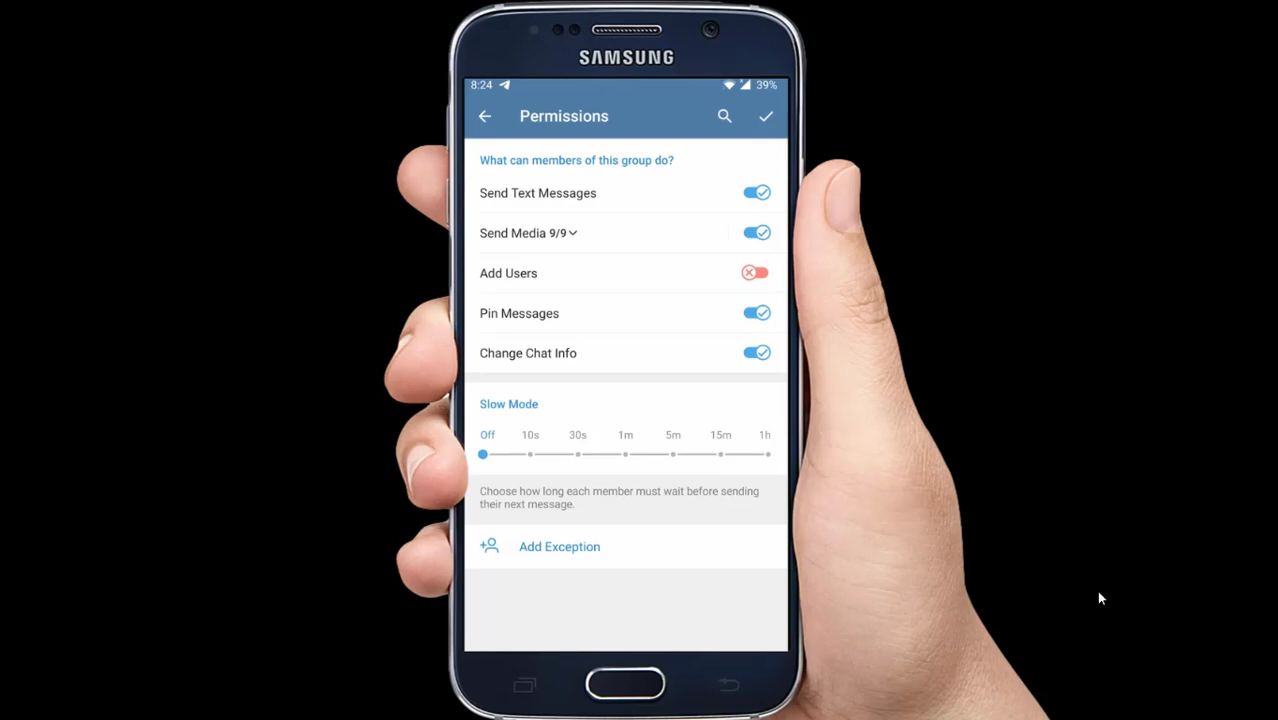 SAMSUNG
8:24 39%
Permissions
What can members of this group do?
Send Text Messages
Send Media 9/9
Add Users
Pin Messages
Change Chat Info
Slow Mode
Off 10s 30s 1m 5m 15m 1h
Choose how long each member must wait before sending
their next message.
Add Exception